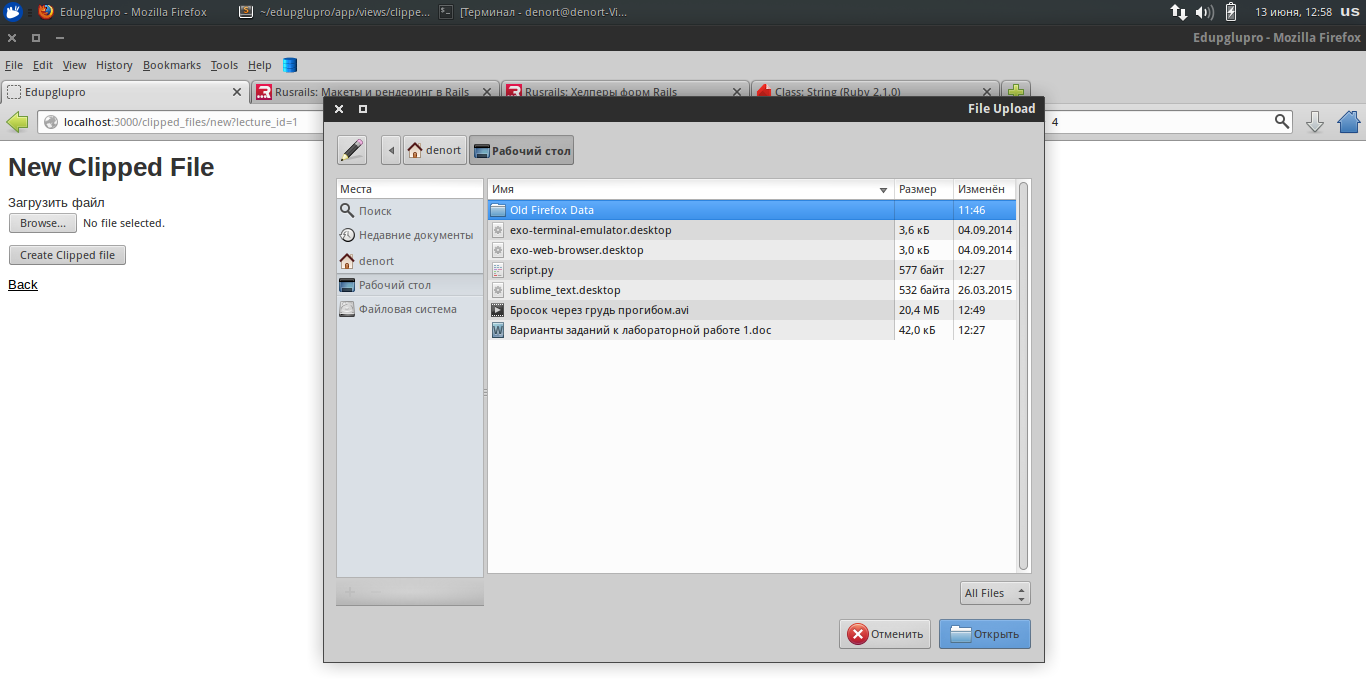 Edupglupro - Mozilla Firefox ~/edupglupro/app/views/clippe... [Терминал - denort@denort-Vi... 13 июня, 12:58 us
Edupglupro - Mozilla Firefox
File Edit View History Bookmarks Tools Help
Edupglupro Rusrails: Макеты и рендеринг в Rails Rusrails: Хелперы форм Rails Class: String (Ruby 2.1.0)
localhost:3000/clipped_files/new?lecture_id=1 4
New Clipped File
Загрузить файл
Browse... No file selected.
Create Clipped file
Back
File Upload
denort Рабочий стол
Места
Поиск
Недавние документы
denort
Рабочий стол
Файловая система
Имя Размер Изменён
Old Firefox Data 11:46
exo-terminal-emulator.desktop 3,6 кБ 04.09.2014
exo-web-browser.desktop 3,0 кБ 04.09.2014
script.py 577 байт 12:27
sublime_text.desktop 532 байта 26.03.2015
Бросок через грудь прогибом.avi 20,4 МБ 12:49
Варианты заданий к лабораторной работе 1.doc 42,0 кБ 12:27
All Files
Отменить Открыть